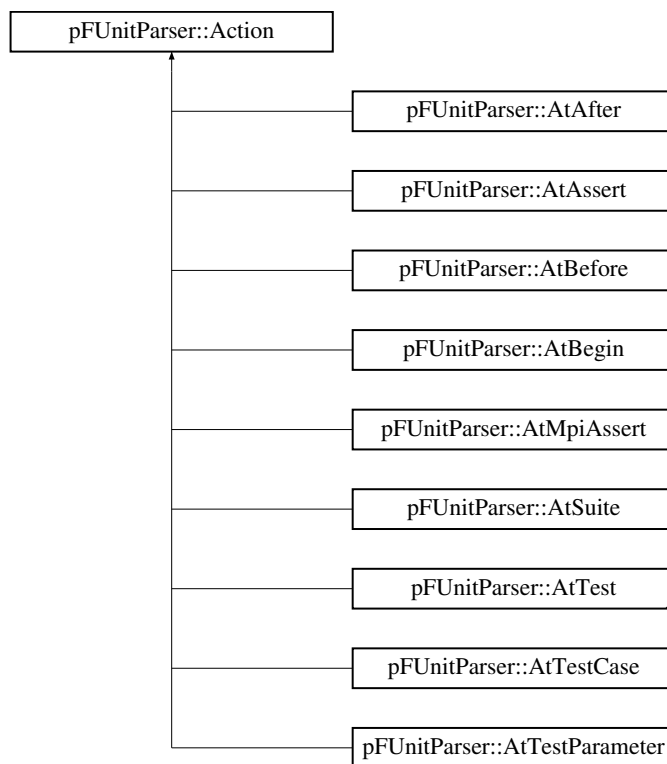 pFUnitParser::Action
pFUnitParser::AtAfter
pFUnitParser::AtAssert
pFUnitParser::AtBefore
pFUnitParser::AtBegin
pFUnitParser::AtMpiAssert
pFUnitParser::AtSuite
pFUnitParser::AtTest
pFUnitParser::AtTestCase
pFUnitParser::AtTestParameter